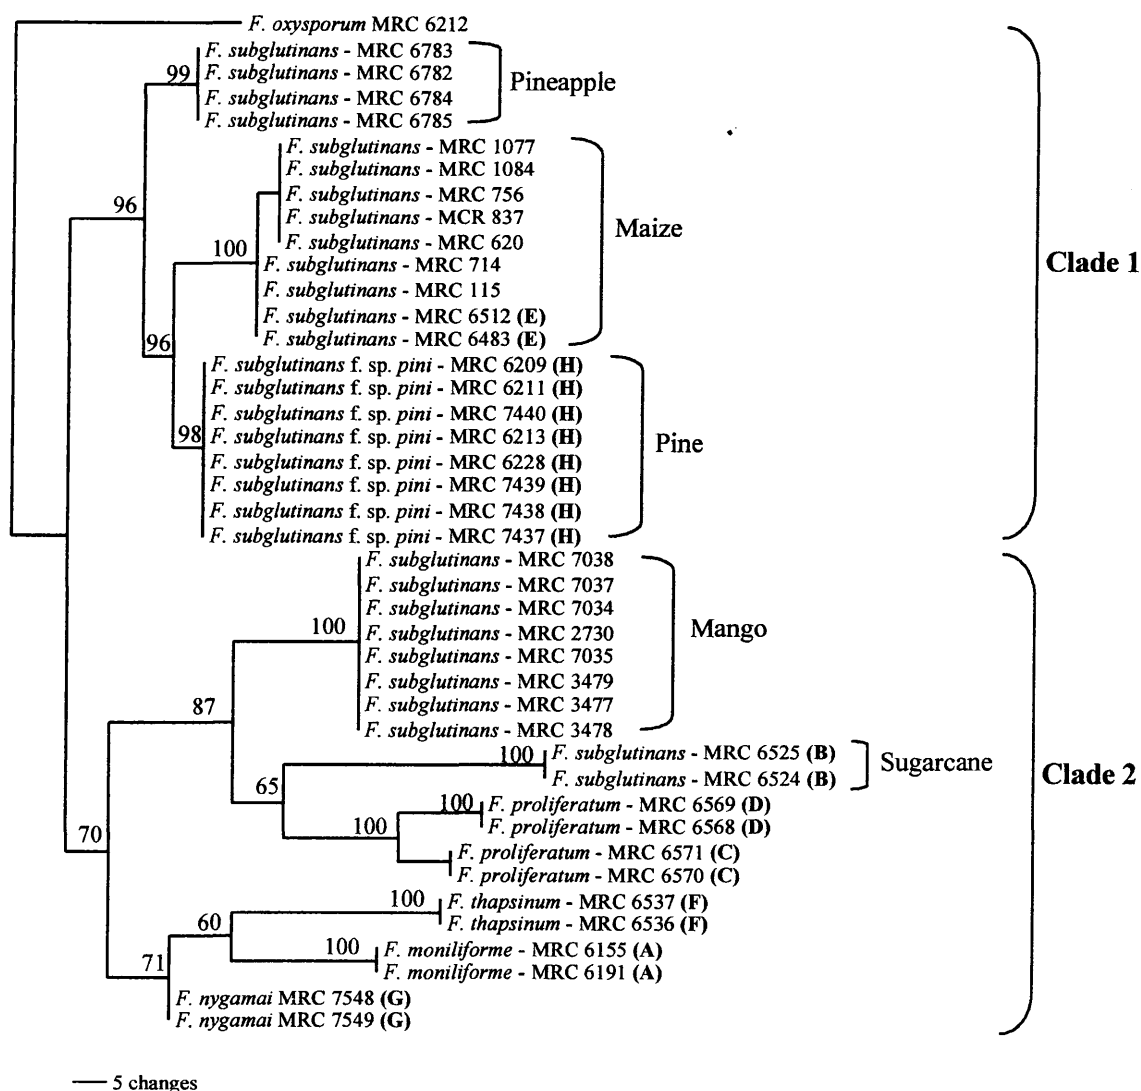 F. oxysporum MRC 6212
F. subglutinans - MRC 6783
F. subglutinans - MRC 6782
F. subglutinans - MRC 6784
F. subglutinans - MRC 6785
99
Pineapple
F. subglutinans - MRC 1077
F. subglutinans - MRC 1084
F. subglutinans - MRC 756
F. subglutinans - MCR 837
F. subglutinans - MRC 620
F. subglutinans - MRC 714
F. subglutinans - MRC 115
F. subglutinans - MRC 6512 (E)
F. subglutinans - MRC 6483 (E)
96
100
Maize
96
F. subglutinans f. sp. pini - MRC 6209 (H)
F. subglutinans f. sp. pini - MRC 6211 (H)
F. subglutinans f. sp. pini - MRC 7440 (H)
F. subglutinans f. sp. pini - MRC 6213 (H)
F. subglutinans f. sp. pini - MRC 6228 (H)
F. subglutinans f. sp. pini - MRC 7439 (H)
F. subglutinans f. sp. pini - MRC 7438 (H)
F. subglutinans f. sp. pini - MRC 7437 (H)
98
Pine
Clade 1
F. subglutinans - MRC 7038
F. subglutinans - MRC 7037
F. subglutinans - MRC 7034
F. subglutinans - MRC 2730
F. subglutinans - MRC 7035
F. subglutinans - MRC 3479
F. subglutinans - MRC 3477
F. subglutinans - MRC 3478
100
Mango
87
F. subglutinans - MRC 6525 (B)
F. subglutinans - MRC 6524 (B)
100
Sugarcane
65
F. proliferatum - MRC 6569 (D)
F. proliferatum - MRC 6568 (D)
100
100
F. proliferatum - MRC 6571 (C)
F. proliferatum - MRC 6570 (C)
70
F. thapsinum - MRC 6537 (F)
F. thapsinum - MRC 6536 (F)
100
60
F. moniliforme - MRC 6155 (A)
F. moniliforme - MRC 6191 (A)
100
71
F. nygamai MRC 7548 (G)
F. nygamai MRC 7549 (G)
Clade 2
5 changes